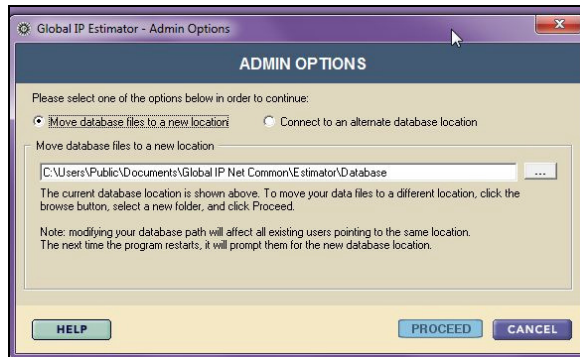 Global IP Estimator - Admin Options
ADMIN OPTIONS
Please select one of the options below in order to continue:
Move database files to a new location
Connect to an alternate database location
Move database files to a new location
C:\Users\Public\Documents\Global IP Net Common\Estimator\Database
...
The current database location is shown above. To move your data files to a different location, click the
browse button, select a new folder, and click Proceed.
Note: modifying your database path will affect all existing users pointing to the same location.
The next time the program restarts, it will prompt them for the new database location.
HELP
PROCEED
CANCEL